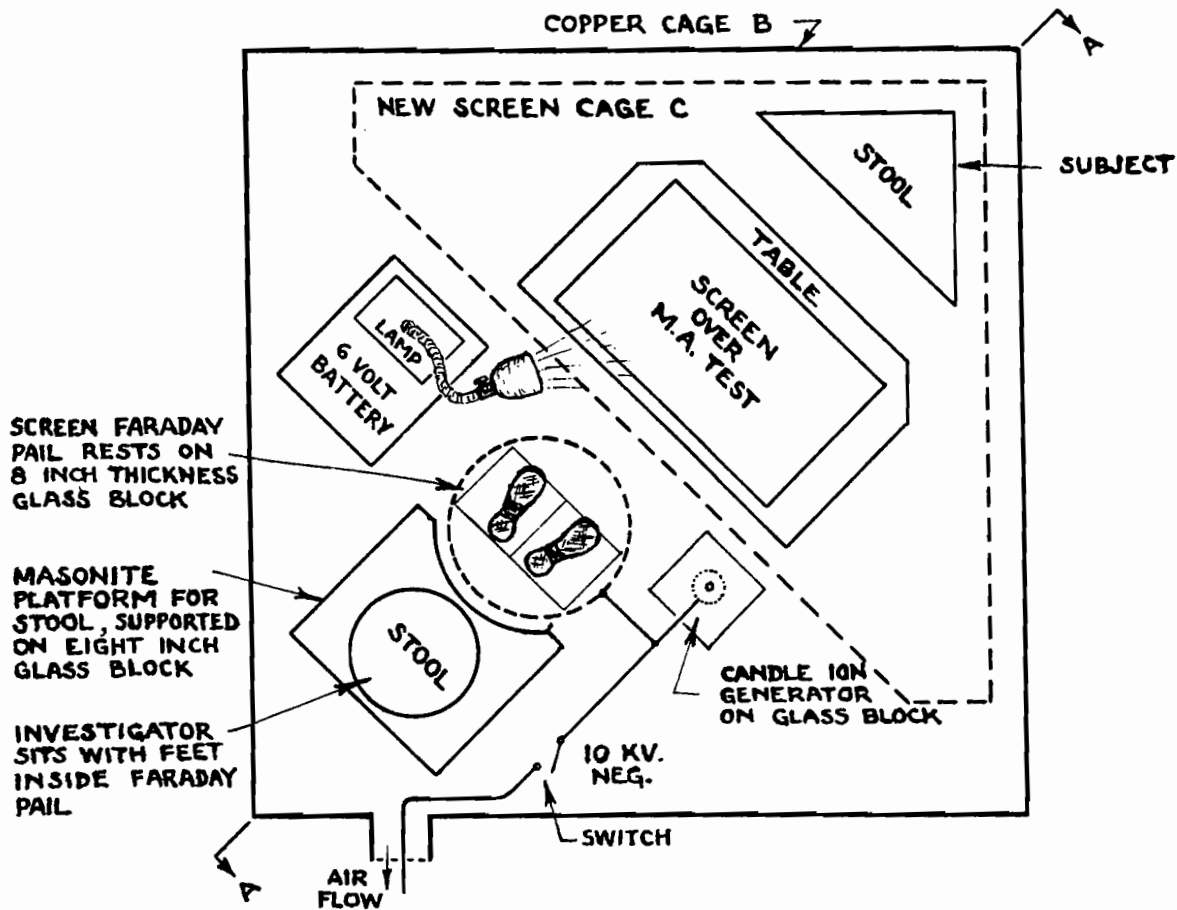 COPPER CAGE B
A
NEW SCREEN CAGE C
STOOL
SUBJECT
TABLE
SCREEN
OVER
M.A. TEST
LAMP
6 VOLT
BATTERY
SCREEN FARADAY
PAIL RESTS ON
8 INCH THICKNESS
GLASS BLOCK
MASONITE
PLATFORM FOR
STOOL, SUPPORTED
ON EIGHT INCH
GLASS BLOCK
STOOL
CANDLE ION
GENERATOR
ON GLASS BLOCK
INVESTIGATOR
SITS WITH FEET
INSIDE FARADAY
PAIL
10 KV.
NEG.
SWITCH
A
AIR
FLOW